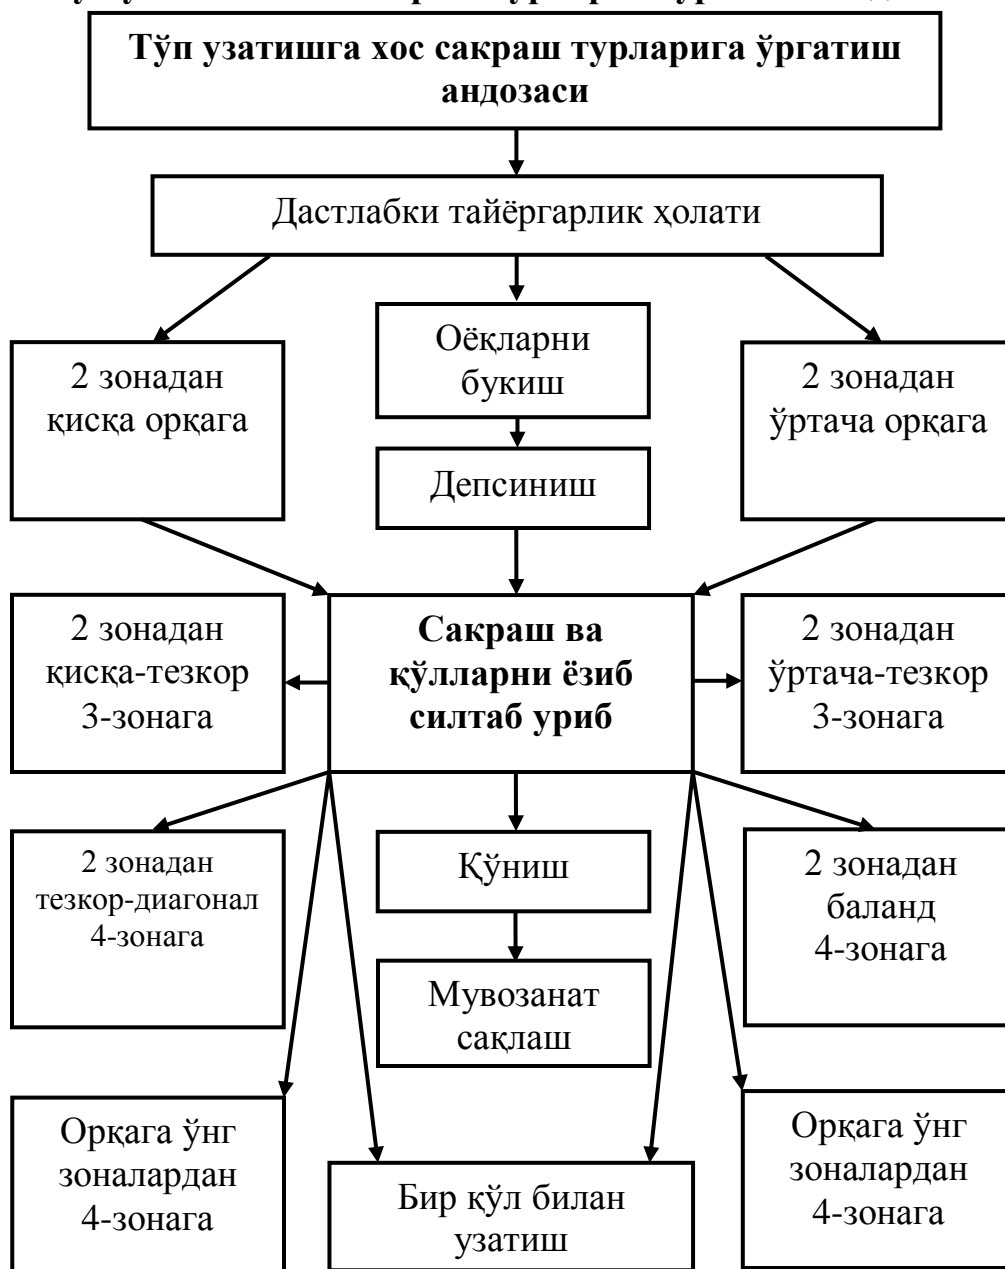 Тўп узатишга хос сакраш турларига ўргатиш
андозаси
Дастлабки тайёргарлик ҳолати
2 зонадан
қисқа орқага
Оёқларни
букиш
2 зонадан
ўртача орқага
Депсиниш
2 зонадан
қисқа-тезкор
3-зонага
Сакраш ва
қўлларни ёзиб
силтаб уриб
2 зонадан
ўртача-тезкор
3-зонага
2 зонадан
тезкор-диагонал
4-зонага
Қўниш
2 зонадан
баланд
4-зонага
Мувозанат
сақлаш
Орқага ўнг
зоналардан
4-зонага
Бир қўл билан
узатиш
Орқага ўнг
зоналардан
4-зонага